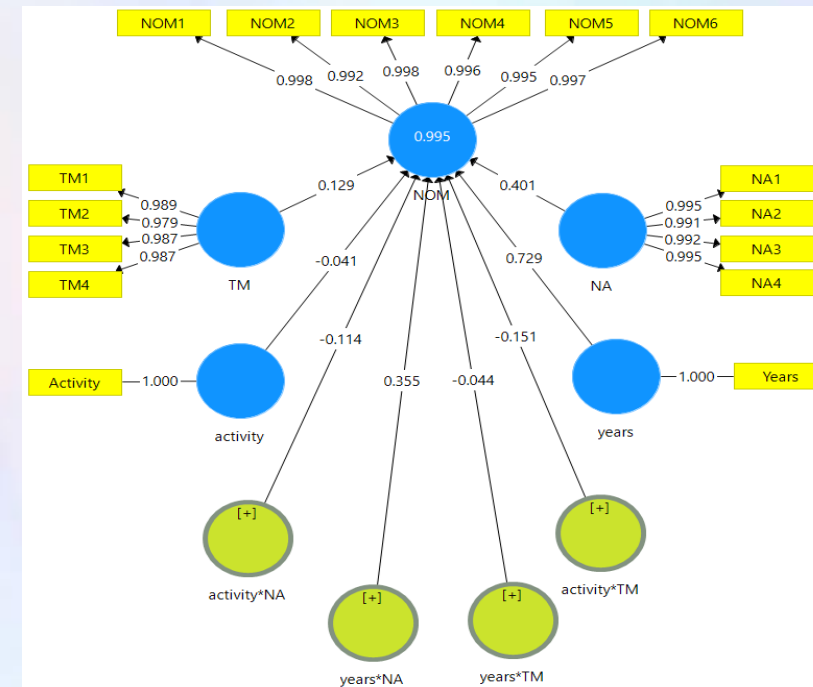 NOM1 NOM2 NOM3 NOM4 NOM5 NOM6
0.998 0.992 0.998 0.996 0.995 0.997
0.995
NOM
TM1
TM2
TM3
TM4
0.989
0.979
0.987
0.987
TM
0.129
0.401
NA1
NA2
NA3
NA4
0.995
0.991
0.992
0.995
NA
-0.041
0.729
-0.114
0.355
-0.044
-0.151
Activity
1.000
activity
1.000
Years
years
[+]
activity*NA
[+]
years*NA
[+]
years*TM
[+]
activity*TM